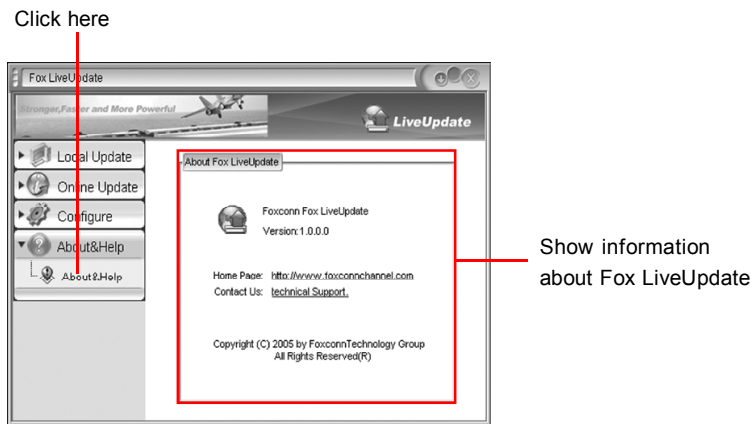 Click here
Fox LiveUpdate
Stronger,Faster and More Powerful
LiveUpdate
Local Update
Online Update
Configure
About&Help
About&Help
About Fox LiveUpdate
Foxconn Fox LiveUpdate
Version:1.0.0.0
Home Page: http://www.foxconnchannel.com
Contact Us: technical Support.
Copyright (C) 2005 by FoxconnTechnology Group
All Rights Reserved(R)
Show information
about Fox LiveUpdate